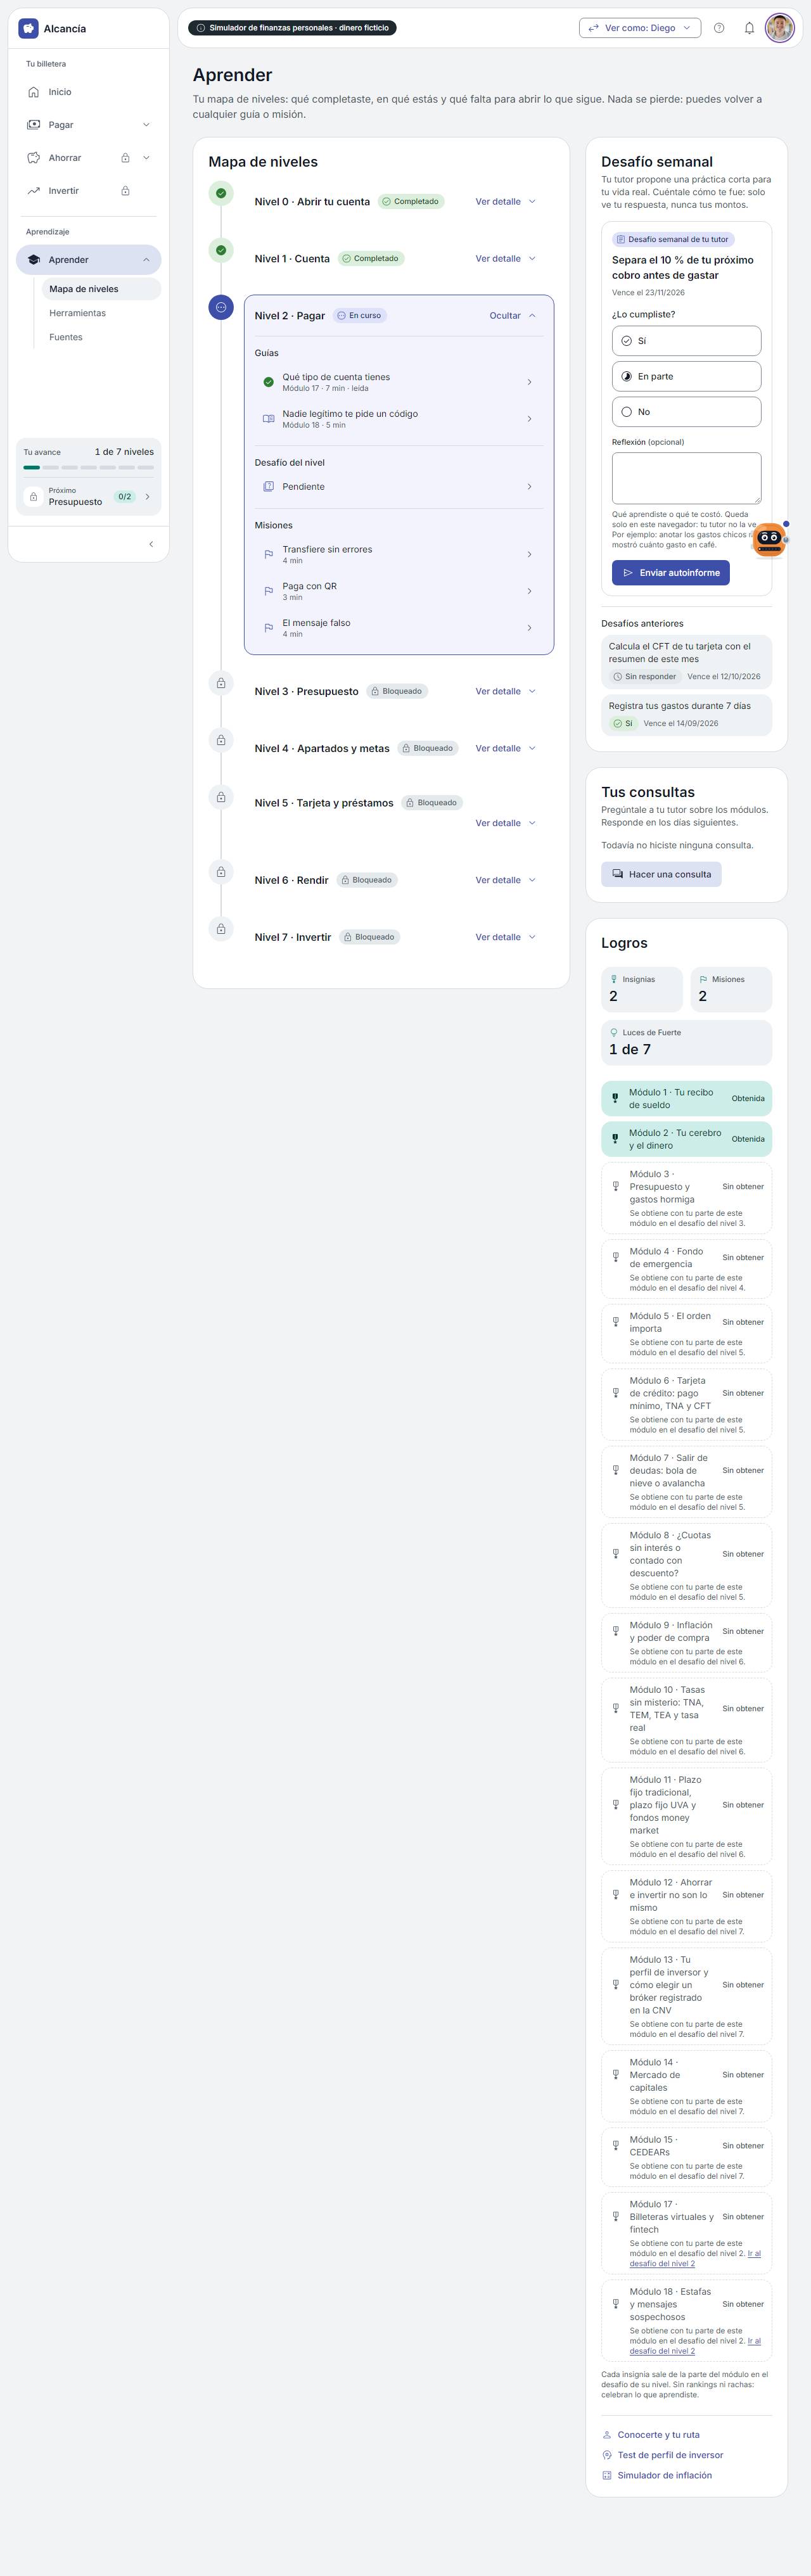 Alcancía
Tu billetera
Inicio
Pagar
Ahorrar
Invertir
Aprendizaje
Aprender
Mapa de niveles
Herramientas
Fuentes
Tu avance
1 de 7 niveles
Próximo
Presupuesto
0/2
Simulador de finanzas personales · dinero ficticio
Ver como: Diego
Aprender
Tu mapa de niveles: qué completaste, en qué estás y qué falta para abrir lo que sigue. Nada se pierde: puedes volver a
cualquier guía o misión.
Mapa de niveles
Nivel 0 · Abrir tu cuenta
Completado
Ver detalle
Nivel 1 · Cuenta
Completado
Ver detalle
Nivel 2 · Pagar
En curso
Ocultar
Guías
Qué tipo de cuenta tienes
Módulo 17 · 7 min · leída
Nadie legítimo te pide un código
Módulo 18 · 5 min
Desafío del nivel
Pendiente
Misiones
Transfiere sin errores
4 min
Paga con QR
3 min
El mensaje falso
4 min
Nivel 3 · Presupuesto
Bloqueado
Ver detalle
Nivel 4 · Apartados y metas
Bloqueado
Ver detalle
Nivel 5 · Tarjeta y préstamos
Bloqueado
Ver detalle
Nivel 6 · Rendir
Bloqueado
Ver detalle
Nivel 7 · Invertir
Bloqueado
Ver detalle
Desafío semanal
Tu tutor propone una práctica corta para
tu vida real. Cuéntale cómo te fue: solo
ve tu respuesta, nunca tus montos.
Desafío semanal de tu tutor
Separa el 10 % de tu próximo
cobro antes de gastar
Vence el 23/11/2026
¿Lo cumpliste?
Sí
En parte
No
Reflexión (opcional)
Qué aprendiste o qué te costó. Queda
solo en este navegador: tu tutor no la ve.
Por ejemplo: anotar los gastos chicos
mostró cuánto gasto en café.
Enviar autoinforme
Desafíos anteriores
Calcula el CFT de tu tarjeta con el
resumen de este mes
Sin responder
Vence el 12/10/2026
Registra tus gastos durante 7 días
Sí
Vence el 14/09/2026
Tus consultas
Pregúntale a tu tutor sobre los módulos.
Responde en los días siguientes.
Todavía no hiciste ninguna consulta.
Hacer una consulta
Logros
Insignias
2
Misiones
2
Luces de Fuerte
1 de 7
Módulo 1 · Tu recibo
de sueldo
Obtenida
Módulo 2 · Tu cerebro
y el dinero
Obtenida
Módulo 3 ·
Presupuesto y
gastos hormiga
Sin obtener
Se obtiene con tu parte de este
módulo en el desafío del nivel 3.
Módulo 4 · Fondo
de emergencia
Sin obtener
Se obtiene con tu parte de este
módulo en el desafío del nivel 4.
Módulo 5 · El orden
importa
Sin obtener
Se obtiene con tu parte de este
módulo en el desafío del nivel 5.
Módulo 6 · Tarjeta
de crédito: pago
mínimo, TNA y CFT
Sin obtener
Se obtiene con tu parte de este
módulo en el desafío del nivel 5.
Módulo 7 · Salir de
deudas: bola de
nieve o avalancha
Sin obtener
Se obtiene con tu parte de este
módulo en el desafío del nivel 5.
Módulo 8 · ¿Cuotas
sin interés o
contado con
descuento?
Sin obtener
Se obtiene con tu parte de este
módulo en el desafío del nivel 5.
Módulo 9 · Inflación
y poder de compra
Sin obtener
Se obtiene con tu parte de este
módulo en el desafío del nivel 6.
Módulo 10 · Tasas
sin misterio: TNA,
TEM, TEA y tasa
real
Sin obtener
Se obtiene con tu parte de este
módulo en el desafío del nivel 6.
Módulo 11 · Plazo
fijo tradicional,
plazo fijo UVA y
fondos money
market
Sin obtener
Se obtiene con tu parte de este
módulo en el desafío del nivel 6.
Módulo 12 · Ahorrar
e invertir no son lo
mismo
Sin obtener
Se obtiene con tu parte de este
módulo en el desafío del nivel 7.
Módulo 13 · Tu
perfil de inversor y
cómo elegir un
bróker registrado
en la CNV
Sin obtener
Se obtiene con tu parte de este
módulo en el desafío del nivel 7.
Módulo 14 ·
Mercado de
capitales
Sin obtener
Se obtiene con tu parte de este
módulo en el desafío del nivel 7.
Módulo 15 ·
CEDEARs
Sin obtener
Se obtiene con tu parte de este
módulo en el desafío del nivel 7.
Módulo 17 ·
Billeteras virtuales y
fintech
Sin obtener
Se obtiene con tu parte de este
módulo en el desafío del nivel 2. Ir al
desafío del nivel 2
Módulo 18 · Estafas
y mensajes
sospechosos
Sin obtener
Se obtiene con tu parte de este
módulo en el desafío del nivel 2. Ir al
desafío del nivel 2
Cada insignia sale de la parte del módulo en el
desafío de su nivel. Sin rankings ni rachas:
celebran lo que aprendiste.
Conocerte y tu ruta
Test de perfil de inversor
Simulador de inflación